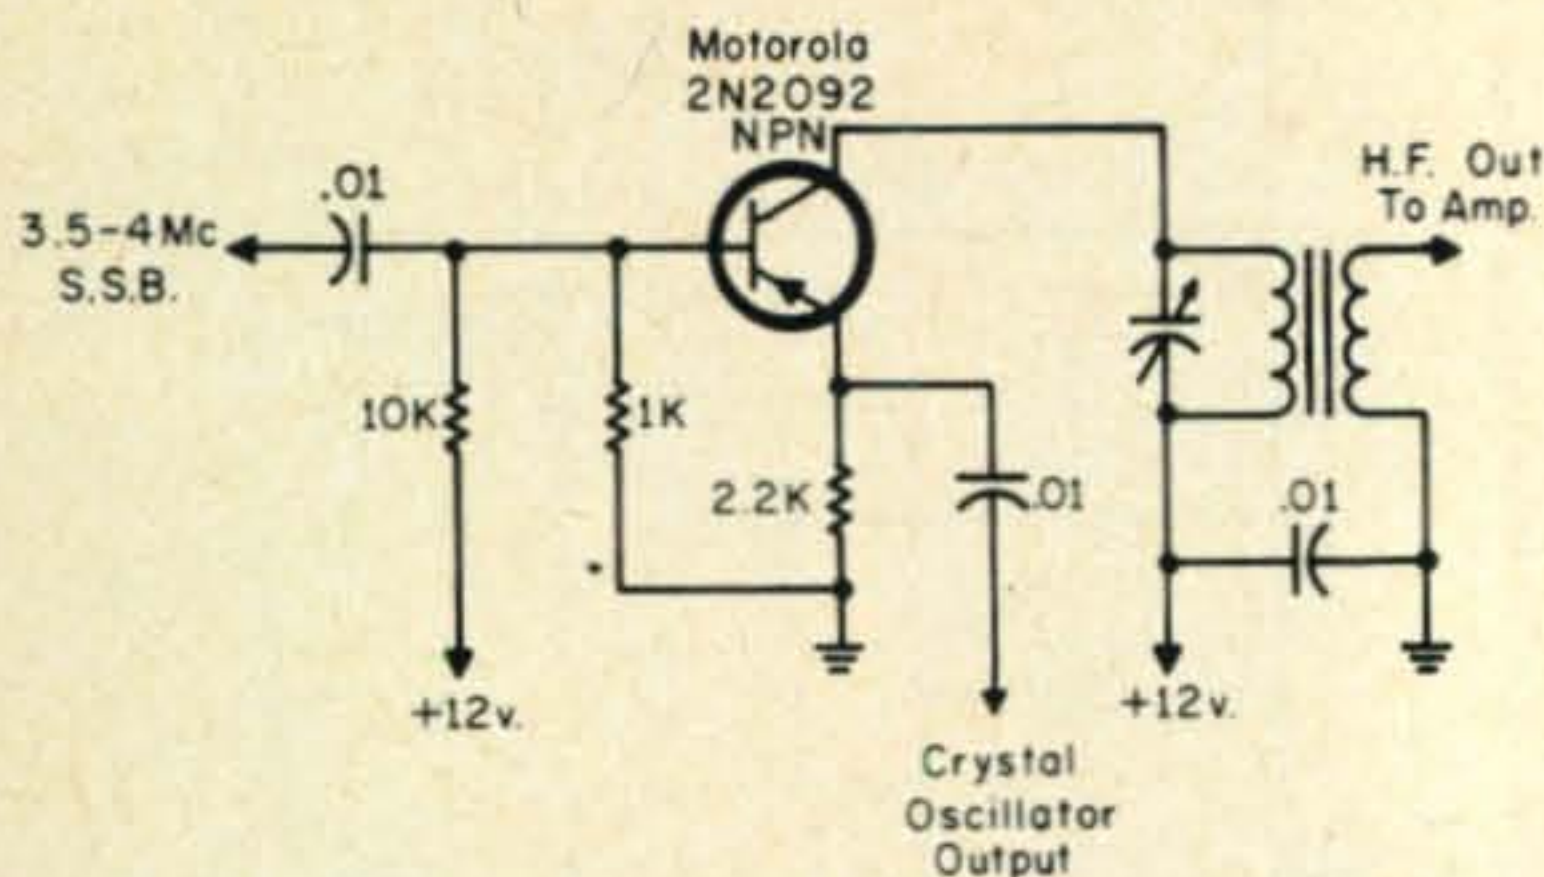 Motorola
2N2092
NPN
.01
3.5-4Mc
S.S.B.
H.F. Out
To Amp.
10K
1K
2.2K
.01
.01
+12v.
+12v.
Crystal
Oscillator
Output